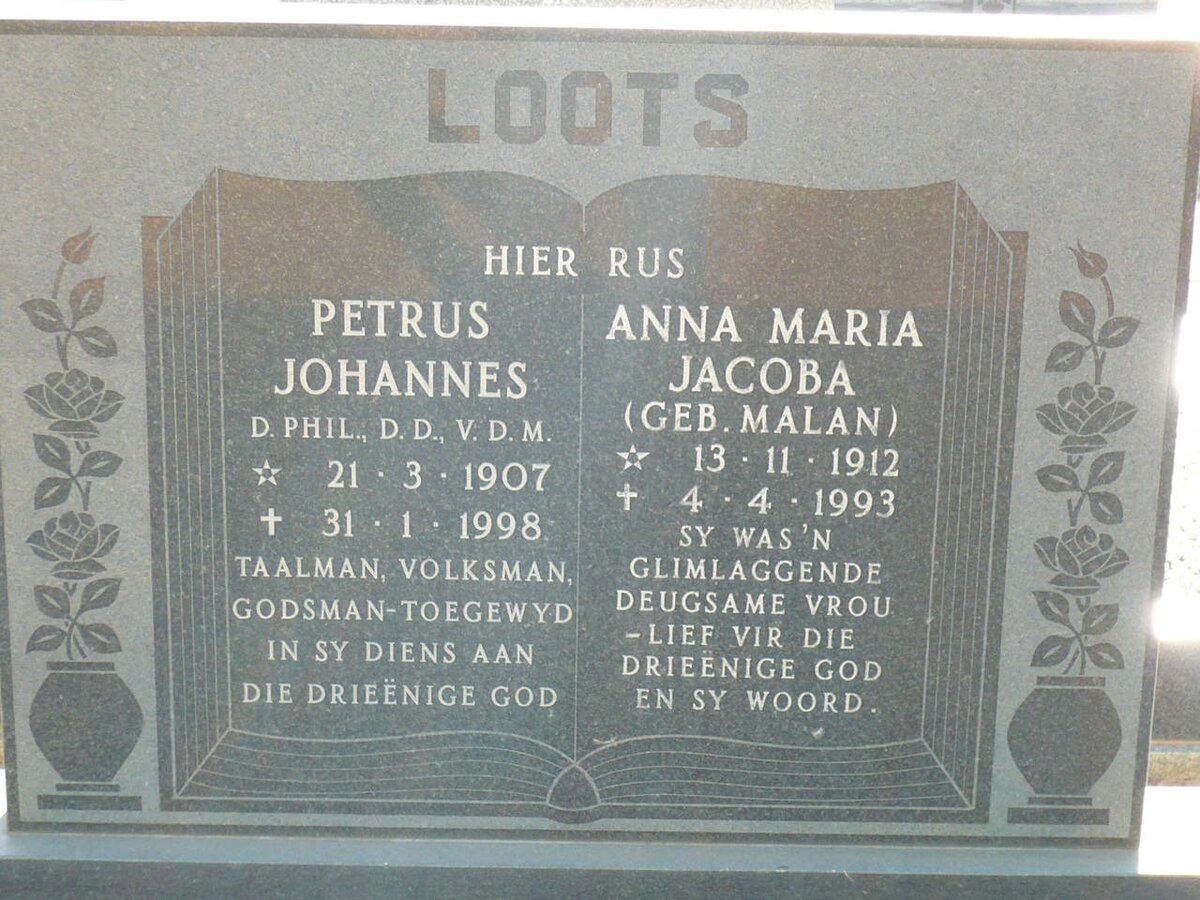 LOOTS
HIER RUS
PETRUS
JOHANNES
D. PHIL., D. D., V. D. M.
☆ 21 · 3 · 1907
✝ 31 · 1 · 1998
TAALMAN, VOLKSMAN,
GODSMAN-TOEGEWYD
IN SY DIENS AAN
DIE DRIEËNIGE GOD
ANNA MARIA
JACOBA
(GEB. MALAN)
☆ 13 · 11 · 1912
✝ 4 · 4 · 1993
SY WAS 'N
GLIMLAGGENDE
DEUGSAME VROU
-LIEF VIR DIE
DRIEËNIGE GOD
EN SY WOORD.